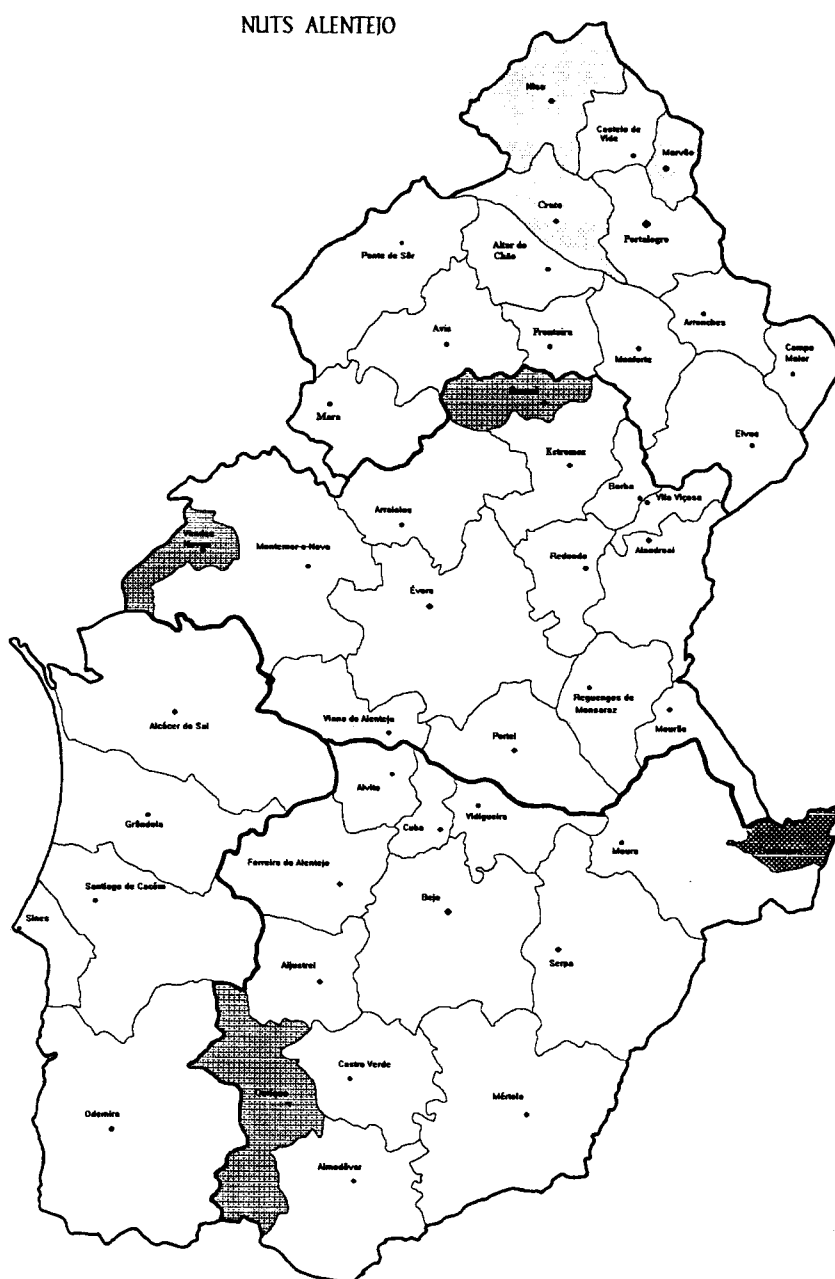 NUTS ALENTEJO
Nisa
Castelo de
Vide
Marvão
Crato
Portalegre
Ponte de Sôr
Alter do
Chão
Arronches
Avis
Fronteira
Monforte
Campo
Maior
Mora
Elvas
Estremoz
Borba
Vila Viçosa
Arraiolos
Vendas
Novas
Montemor-o-Novo
Redondo
Alandroal
Évora
Reguengos de
Monsaraz
Alcácer do Sal
Viana do Alentejo
Portel
Mourão
Alvito
Grândola
Cuba
Vidigueira
Moura
Ferreira do Alentejo
Santiago do Cacém
Beja
Sines
Aljustrel
Serpa
Castro Verde
Ourique
Mértola
Odemira
Almodôvar